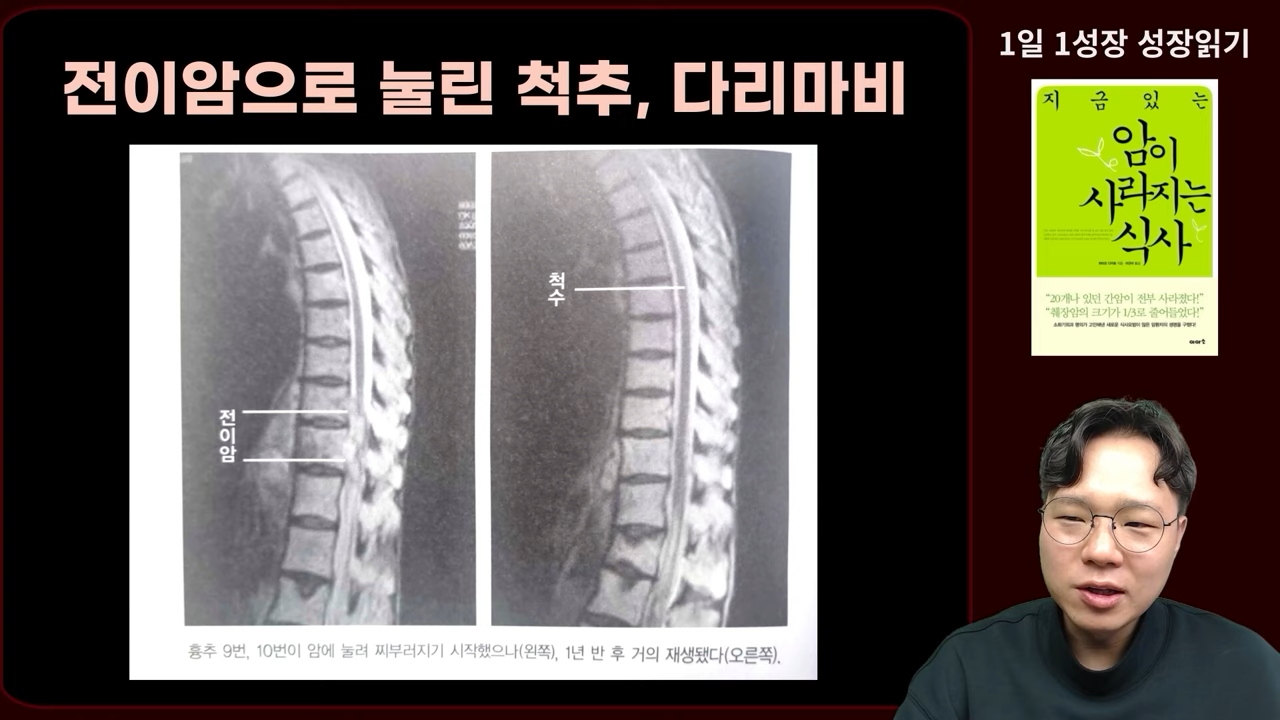 전이암으로 눌린 척추, 다리마비
전이암
척수
흉추 9번, 10번이 암에 눌려 찌부러지기 시작했으나(왼쪽), 1년 반 후 거의 재생됐다(오른쪽).
1일 1성장 성장읽기
지금있는
암이
사라지는
식사
“20개나 있던 간암이 전부 사라졌다!”
“췌장암의 크기가 1/3로 줄어들었다!”